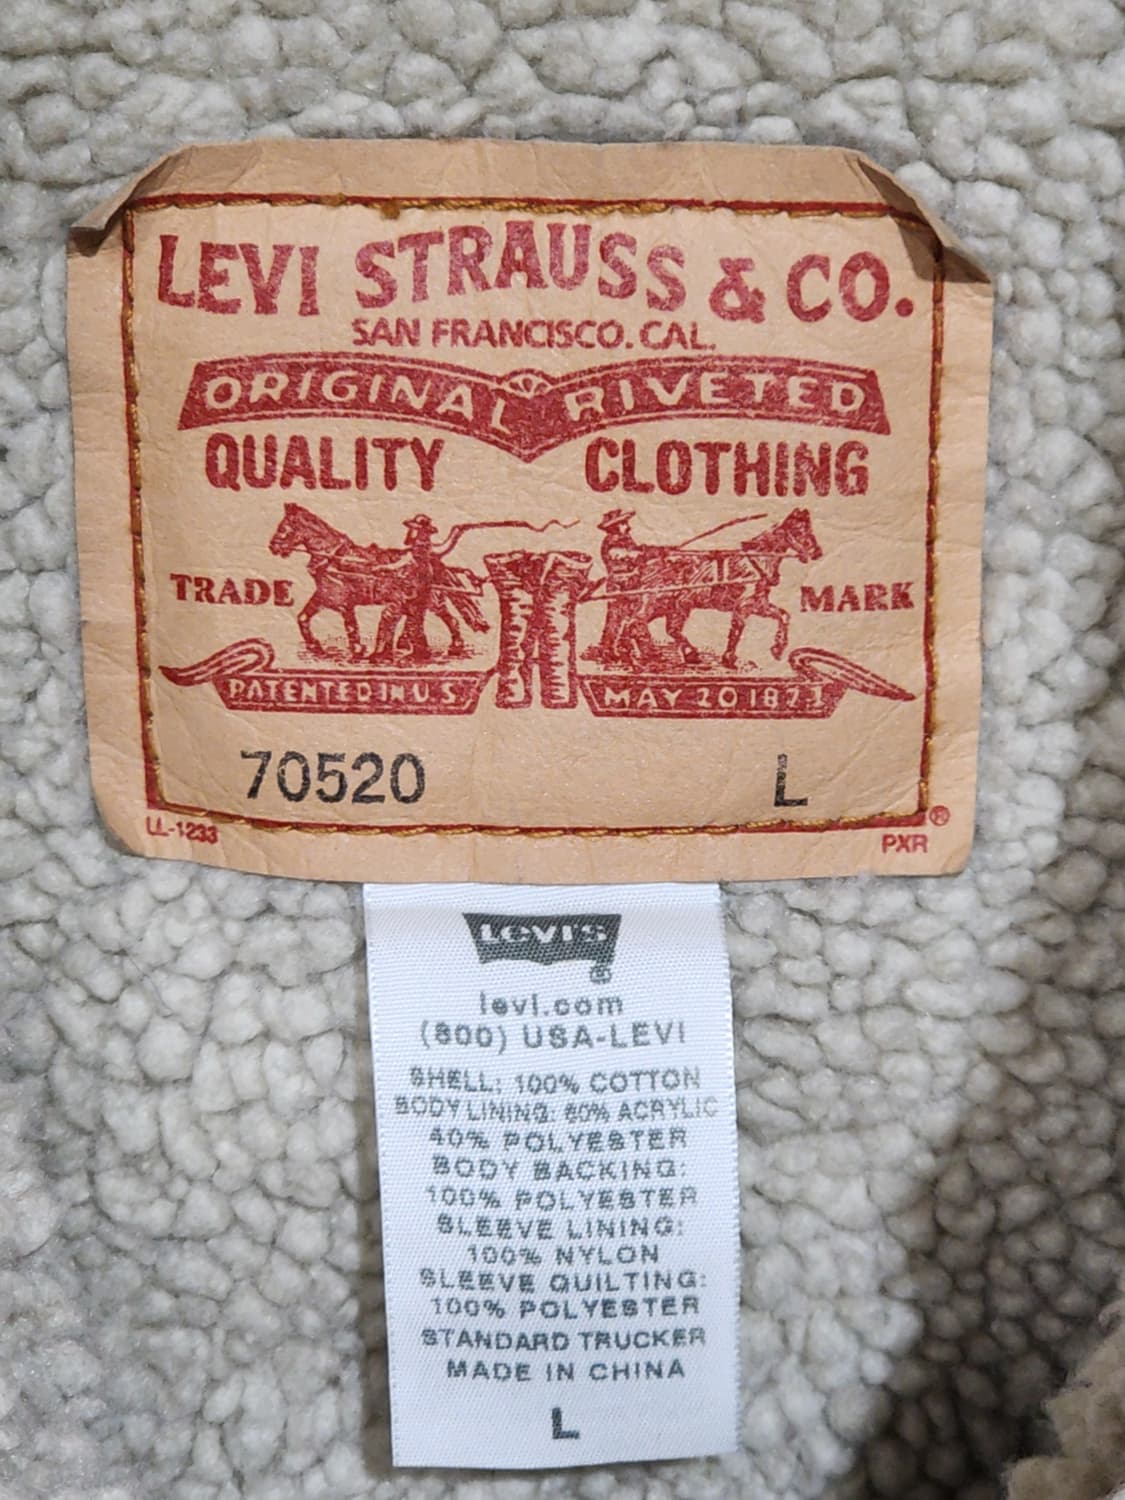 LEVI STRAUSS & CO.
SAN FRANCISCO. CAL.
ORIGINAL RIVETED
QUALITY CLOTHING
TRADE MARK
PATENTED IN U.S. MAY 20 1873
70520 L
LL-1233 PXR ®
LEVI'S ®
levi.com
(800) USA-LEVI
SHELL: 100% COTTON
BODY LINING: 60% ACRYLIC
40% POLYESTER
BODY BACKING:
100% POLYESTER
SLEEVE LINING:
100% NYLON
SLEEVE QUILTING:
100% POLYESTER
STANDARD TRUCKER
MADE IN CHINA
L